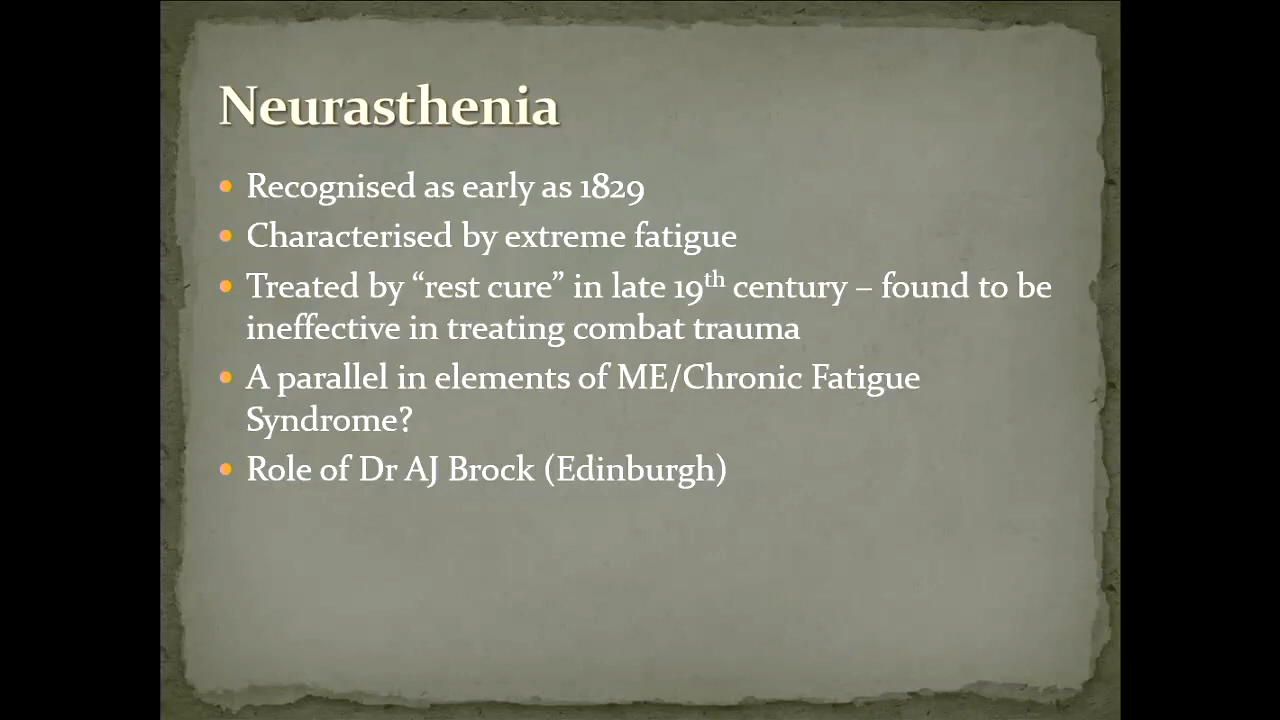 Neurasthenia
• Recognised as early as 1829
• Characterised by extreme fatigue
• Treated by “rest cure” in late 19th century – found to be
ineffective in treating combat trauma
• A parallel in elements of ME/Chronic Fatigue
Syndrome?
• Role of Dr AJ Brock (Edinburgh)